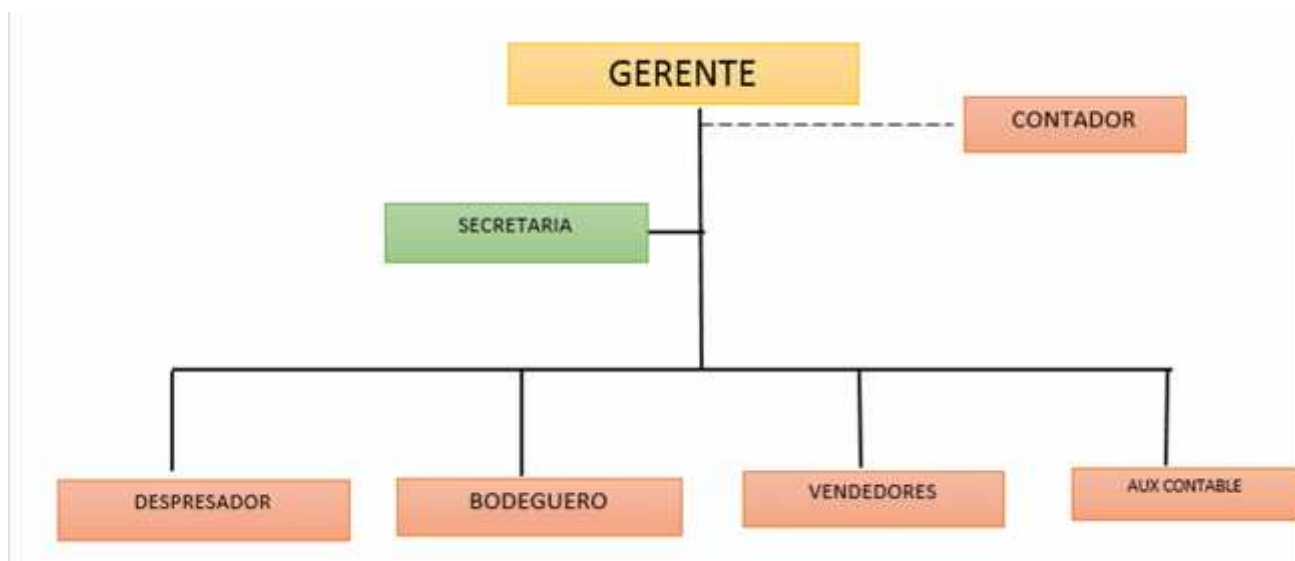 GERENTE
CONTADOR
SECRETARIA
DESPRESADOR
BODEGUERO
VENDEDORES
AUX CONTABLE